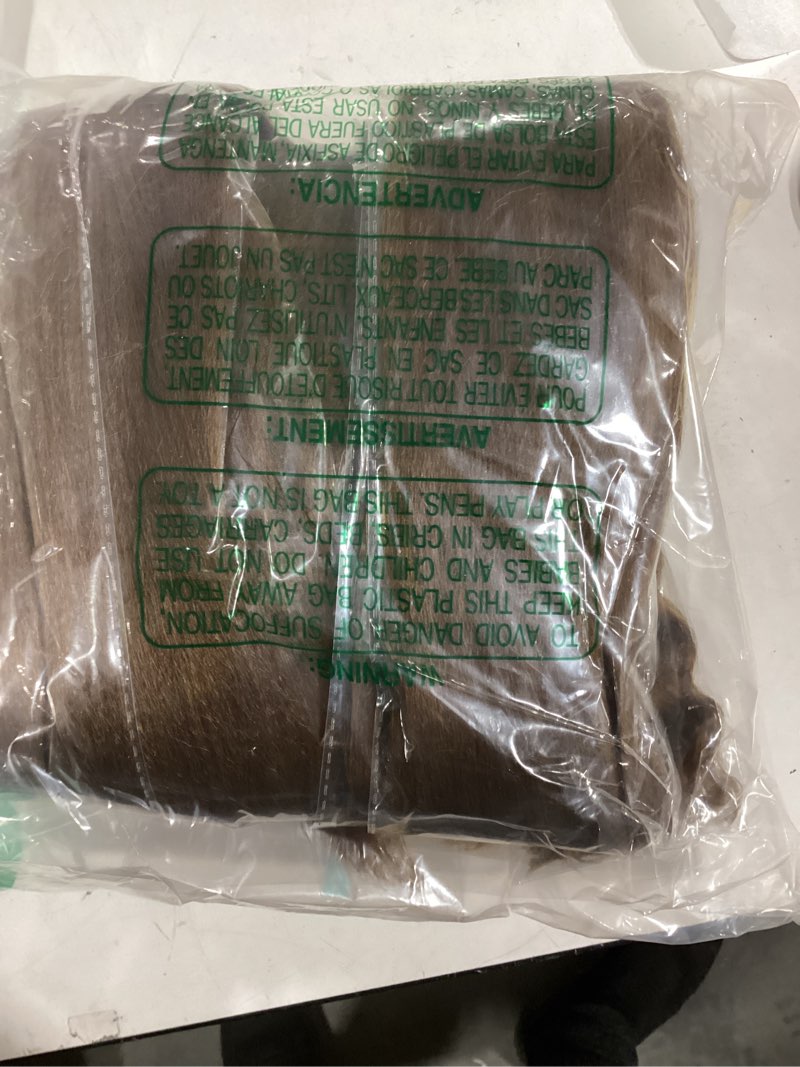 WARNING:
TO AVOID DANGER OF SUFFOCATION,
KEEP THIS PLASTIC BAG AWAY FROM
BABIES AND CHILDREN. DO NOT USE
THIS BAG IN CRIBS, BEDS, CARRIAGES
OR PLAY PENS. THIS BAG IS NOT A TOY
AVERTISSEMENT:
POUR EVITER TOUT RISQUE D'ETOUFFEMENT
GARDEZ CE SAC EN PLASTIQUE LOIN DES
BEBES ET LES ENFANTS, N'UTILISEZ PAS CE
SAC DANS LES BERCEAUX, LITS, CHARIOTS OU
PARC AU BEBE. CE SAC N'EST PAS UN JOUET
ADVERTENCIA:
PARA EVITAR EL PELIGRO DE ASFIXIA, MANTENGA
ESTA BOLSA DE PLASTICO FUERA DEL ALCANCE
BEBES Y NINOS. NO USAR ESTA
CUNAS, CAMAS, CARRIOLAS O